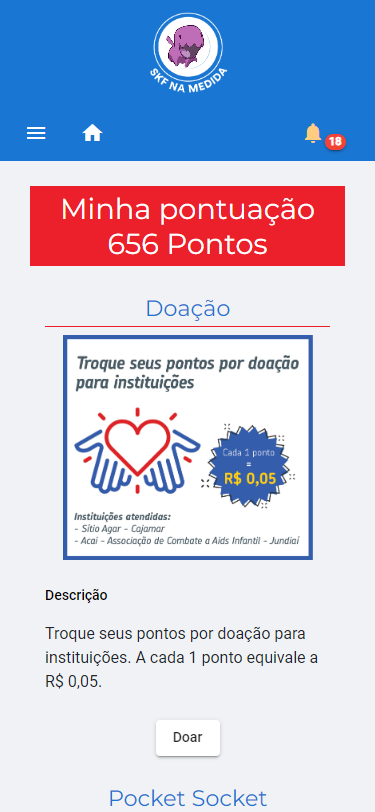 SKF NA MEDIDA
18
Minha pontuação
656 Pontos
Doação
Troque seus pontos por doação
para instituições
Cada 1 ponto
=
R$ 0,05
Instituições atendidas:
- Sítio Agar - Cajamar
- Acai - Associação de Combate a Aids Infantil - Jundiaí
Descrição
Troque seus pontos por doação para
instituições. A cada 1 ponto equivale a
R$ 0,05.
Doar
Pocket Socket